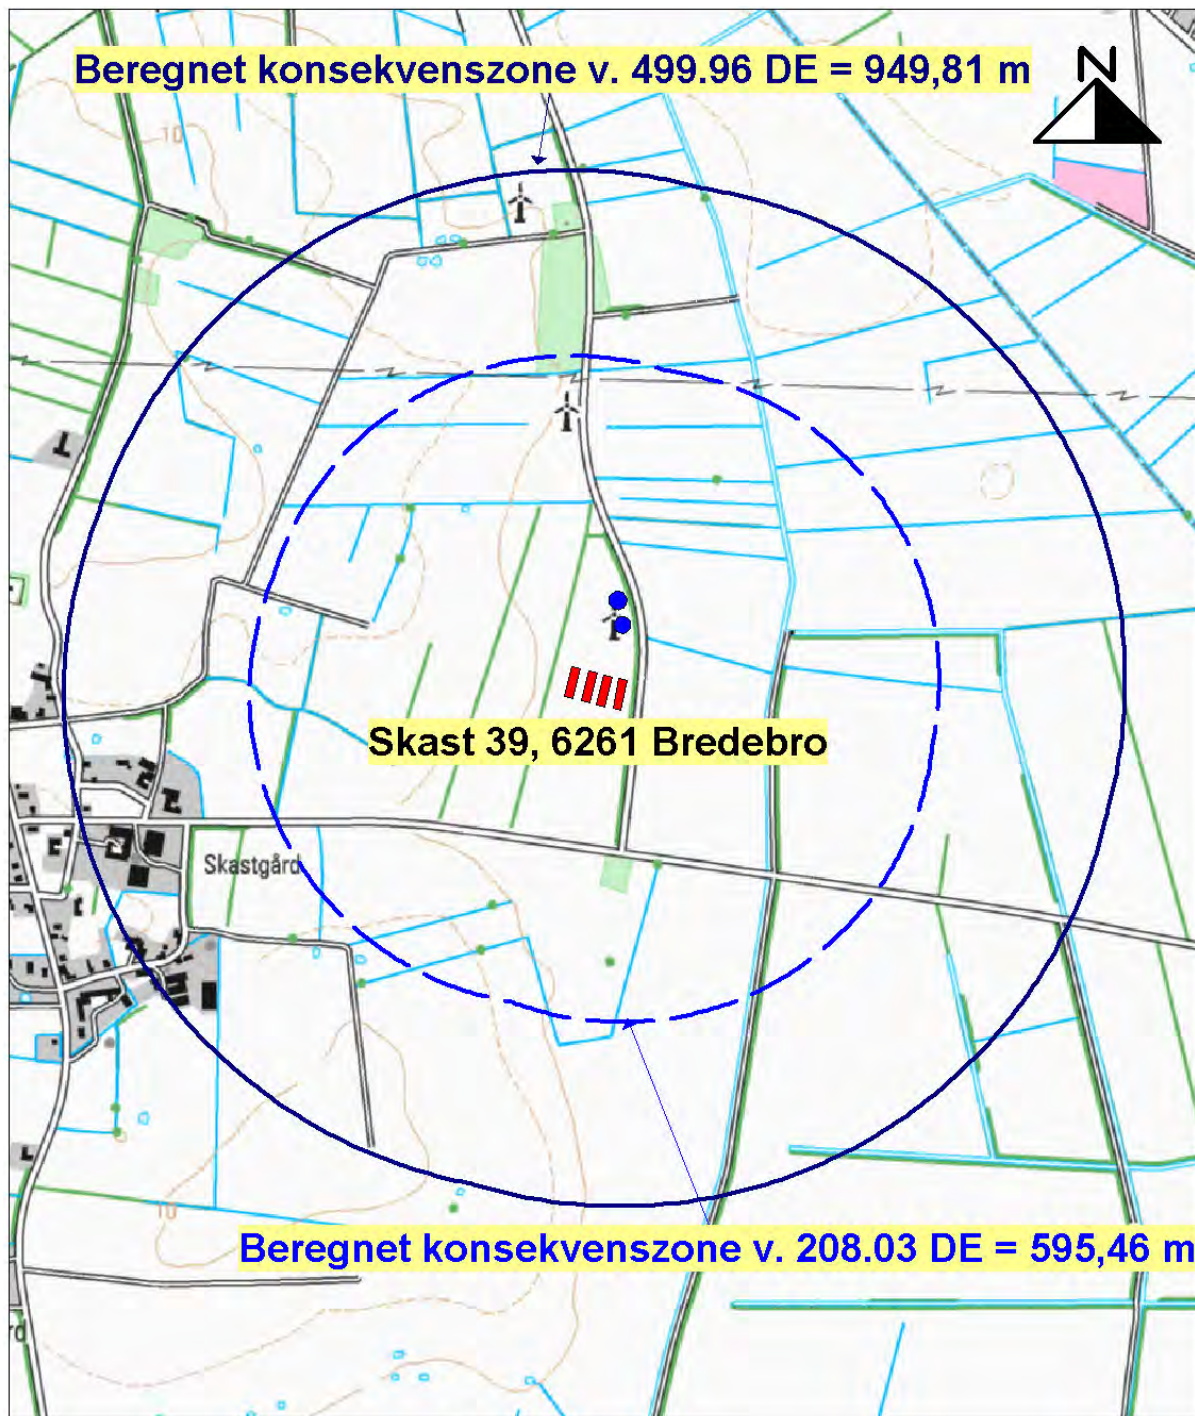 Beregnet konsekvenszone v. 499.96 DE = 949,81 m
N
10
Skast 39, 6261 Bredebro
Skastgård
10
Beregnet konsekvenszone v. 208.03 DE = 595,46 m